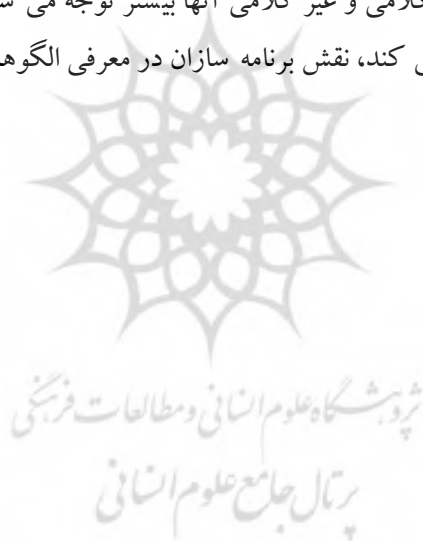 کلامی و غیر کلامی آنها بیشتر توجه می
کند، نقش برنامه سازان در معرفی
پژوهشگاه علوم انسانی و مطالعات فرهنگی
پرتال جامع علوم انسانی